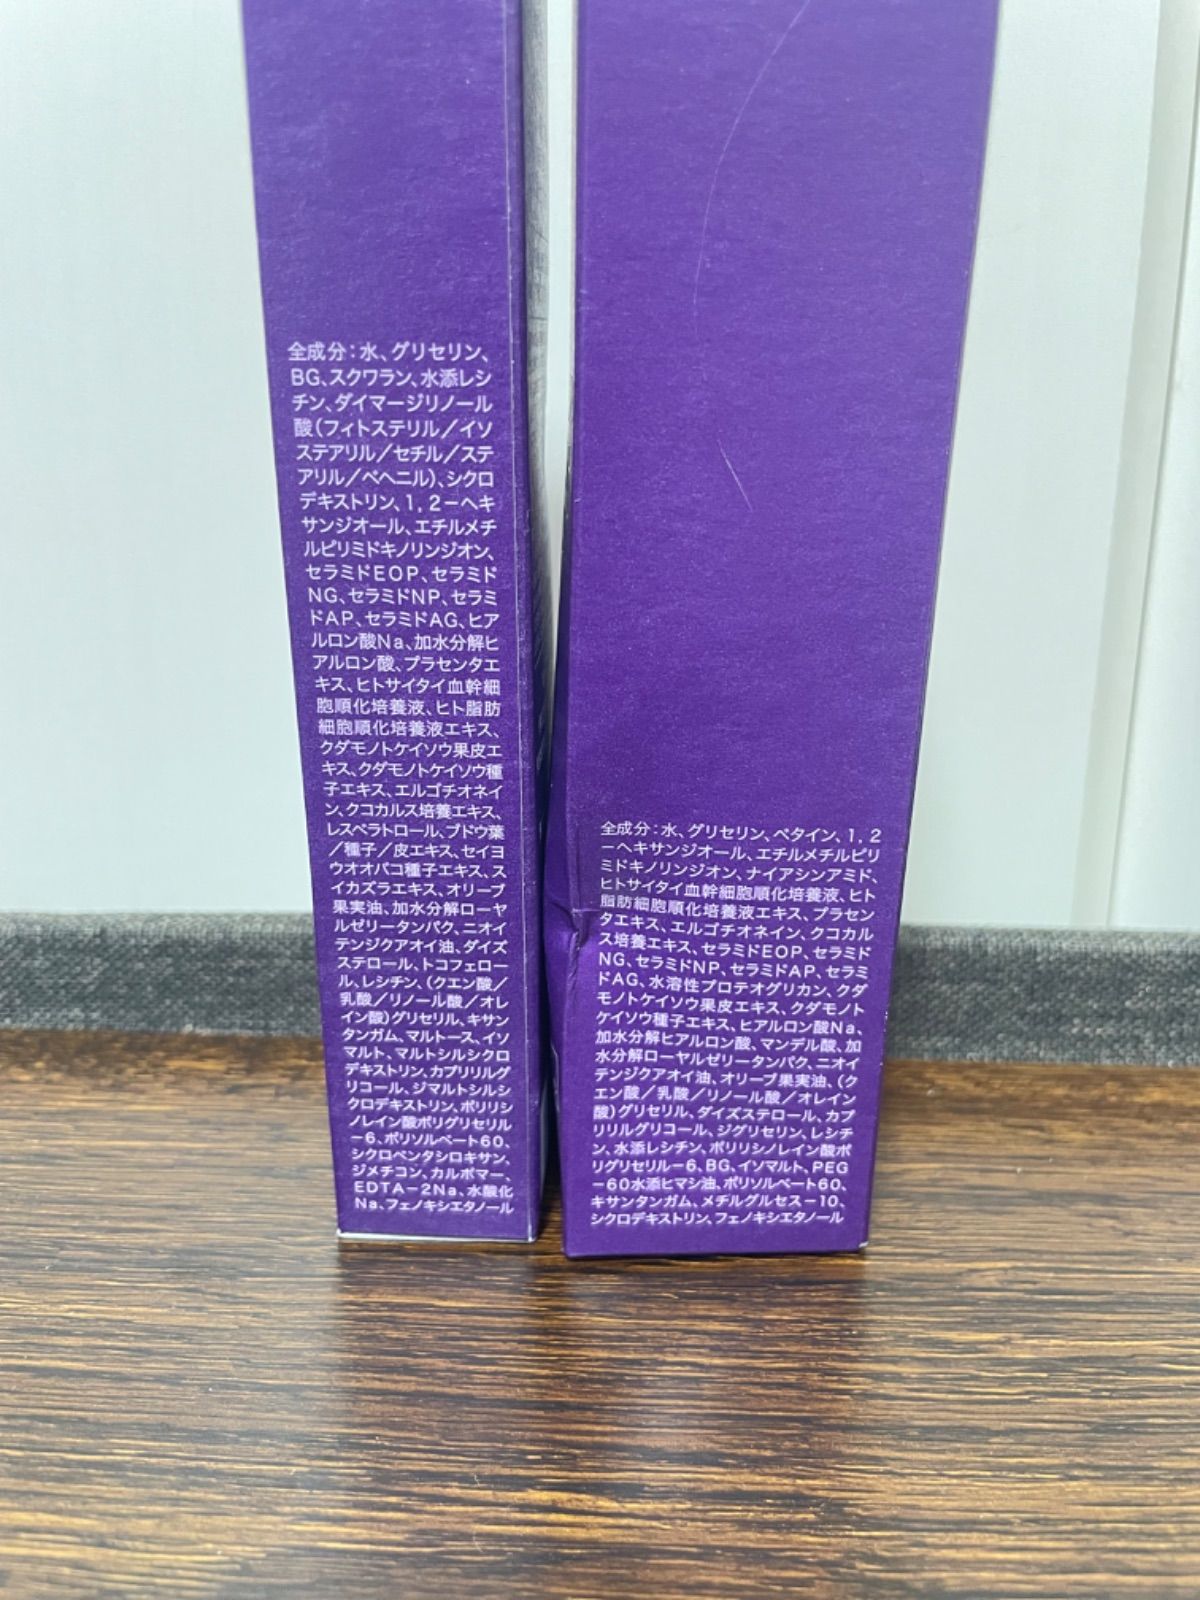 全成分：水、グリセリン、
BG、スクワラン、水添レシ
チン、ダイマージリノール
酸（フィトステリル／イソ
ステアリル／セチル／ステ
アリル／ベヘニル）、シクロ
デキストリン、1，2－ヘキ
サンジオール、エチルメチ
ルピリミドキノリンジオン、
セラミドEOP、セラミド
NG、セラミドNP、セラミ
ドAP、セラミドAG、ヒア
ルロン酸Na、加水分解ヒ
アルロン酸、プラセンタエ
キス、ヒトサイタイ血幹細
胞順化培養液、ヒト脂肪
細胞順化培養液エキス、
クダモノトケイソウ果皮エ
キス、クダモノトケイソウ種
子エキス、エルゴチオネイ
ン、クコカルス培養エキス、
レスベラトロール、ブドウ葉
／種子／皮エキス、セイヨ
ウオオバコ種子エキス、ス
イカズラエキス、オリーブ
果実油、加水分解ローヤ
ルゼリータンパク、ニオイ
テンジクアオイ油、ダイズ
ステロール、トコフェロー
ル、レシチン、（クエン酸／
乳酸／リノール酸／オレ
イン酸）グリセリル、キサン
タンガム、マルトース、イソ
マルト、マルトシルシクロ
デキストリン、カプリリルグ
リコール、ジマルトシルシ
クロデキストリン、ポリリシ
ノレイン酸ポリグリセリル
－6、ポリソルベート60、
シクロペンタシロキサン、
ジメチコン、カルボマー、
EDTA－2Na、水酸化
Na、フェノキシエタノール
全成分：水、グリセリン、ベタイン、1，2
－ヘキサンジオール、エチルメチルピリ
ミドキノリンジオン、ナイアシンアミド、
ヒトサイタイ血幹細胞順化培養液、ヒト
脂肪細胞順化培養液エキス、プラセン
タエキス、エルゴチオネイン、クコカル
ス培養エキス、セラミドEOP、セラミド
NG、セラミドNP、セラミドAP、セラミ
ドAG、水溶性プロテオグリカン、クダ
モノトケイソウ果皮エキス、クダモノト
ケイソウ種子エキス、ヒアルロン酸Na、
加水分解ヒアルロン酸、マンデル酸、加
水分解ローヤルゼリータンパク、ニオイ
テンジクアオイ油、オリーブ果実油、（ク
エン酸／乳酸／リノール酸／オレイン
酸）グリセリル、ダイズステロール、カプ
リリルグリコール、ジグリセリン、レシチ
ン、水添レシチン、ポリリシノレイン酸ポ
リグリセリル－6、BG、イソマルト、PEG
－60水添ヒマシ油、ポリソルベート60、
キサンタンガム、メチルグルセス－10、
シクロデキストリン、フェノキシエタノール